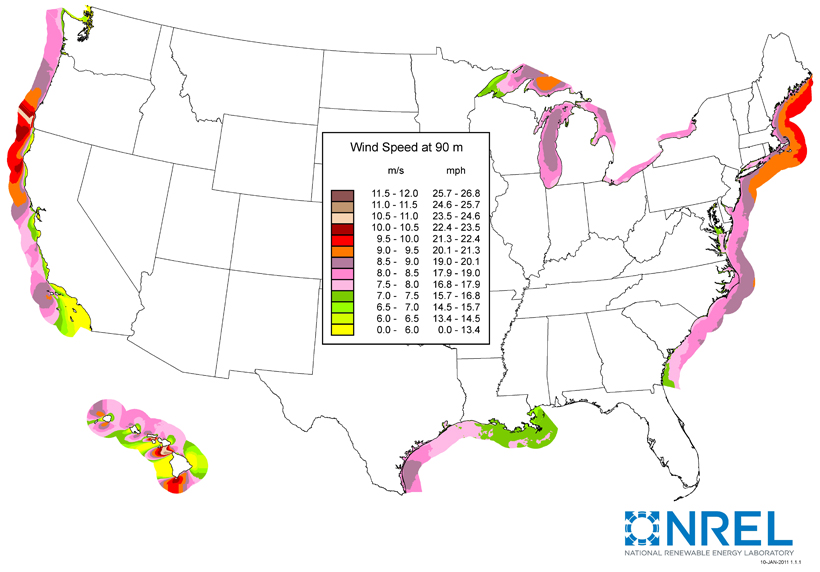 Wind Speed at 90 m
m/s mph
11.5 - 12.0 25.7 - 26.8
11.0 - 11.5 24.6 - 25.7
10.5 - 11.0 23.5 - 24.6
10.0 - 10.5 22.4 - 23.5
9.5 - 10.0 21.3 - 22.4
9.0 - 9.5 20.1 - 21.3
8.5 - 9.0 19.0 - 20.1
8.0 - 8.5 17.9 - 19.0
7.5 - 8.0 16.8 - 17.9
7.0 - 7.5 15.7 - 16.8
6.5 - 7.0 14.5 - 15.7
6.0 - 6.5 13.4 - 14.5
0.0 - 6.0 0.0 - 13.4
NREL
NATIONAL RENEWABLE ENERGY LABORATORY
10-JAN-2011 1.1.1